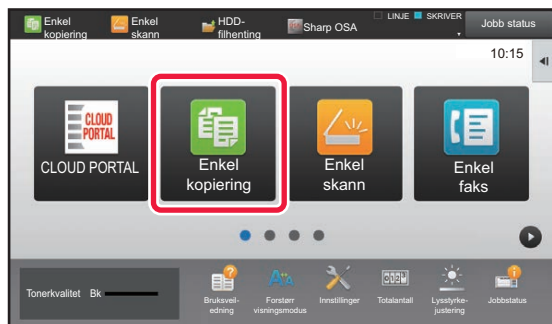 Enkel
kopiering
Enkel
skann
HDD-
filhenting
Sharp OSA
LINJE
SKRIVER
Jobb status
10:15
CLOUD
PORTAL
CLOUD PORTAL
Enkel
kopiering
Enkel
skann
Enkel
faks
Tonerkvalitet Bk
Bruksveil-
edning
Forstørr
visningsmodus
Innstillinger
Totalantall
Lysstyrke-
justering
Jobbstatus